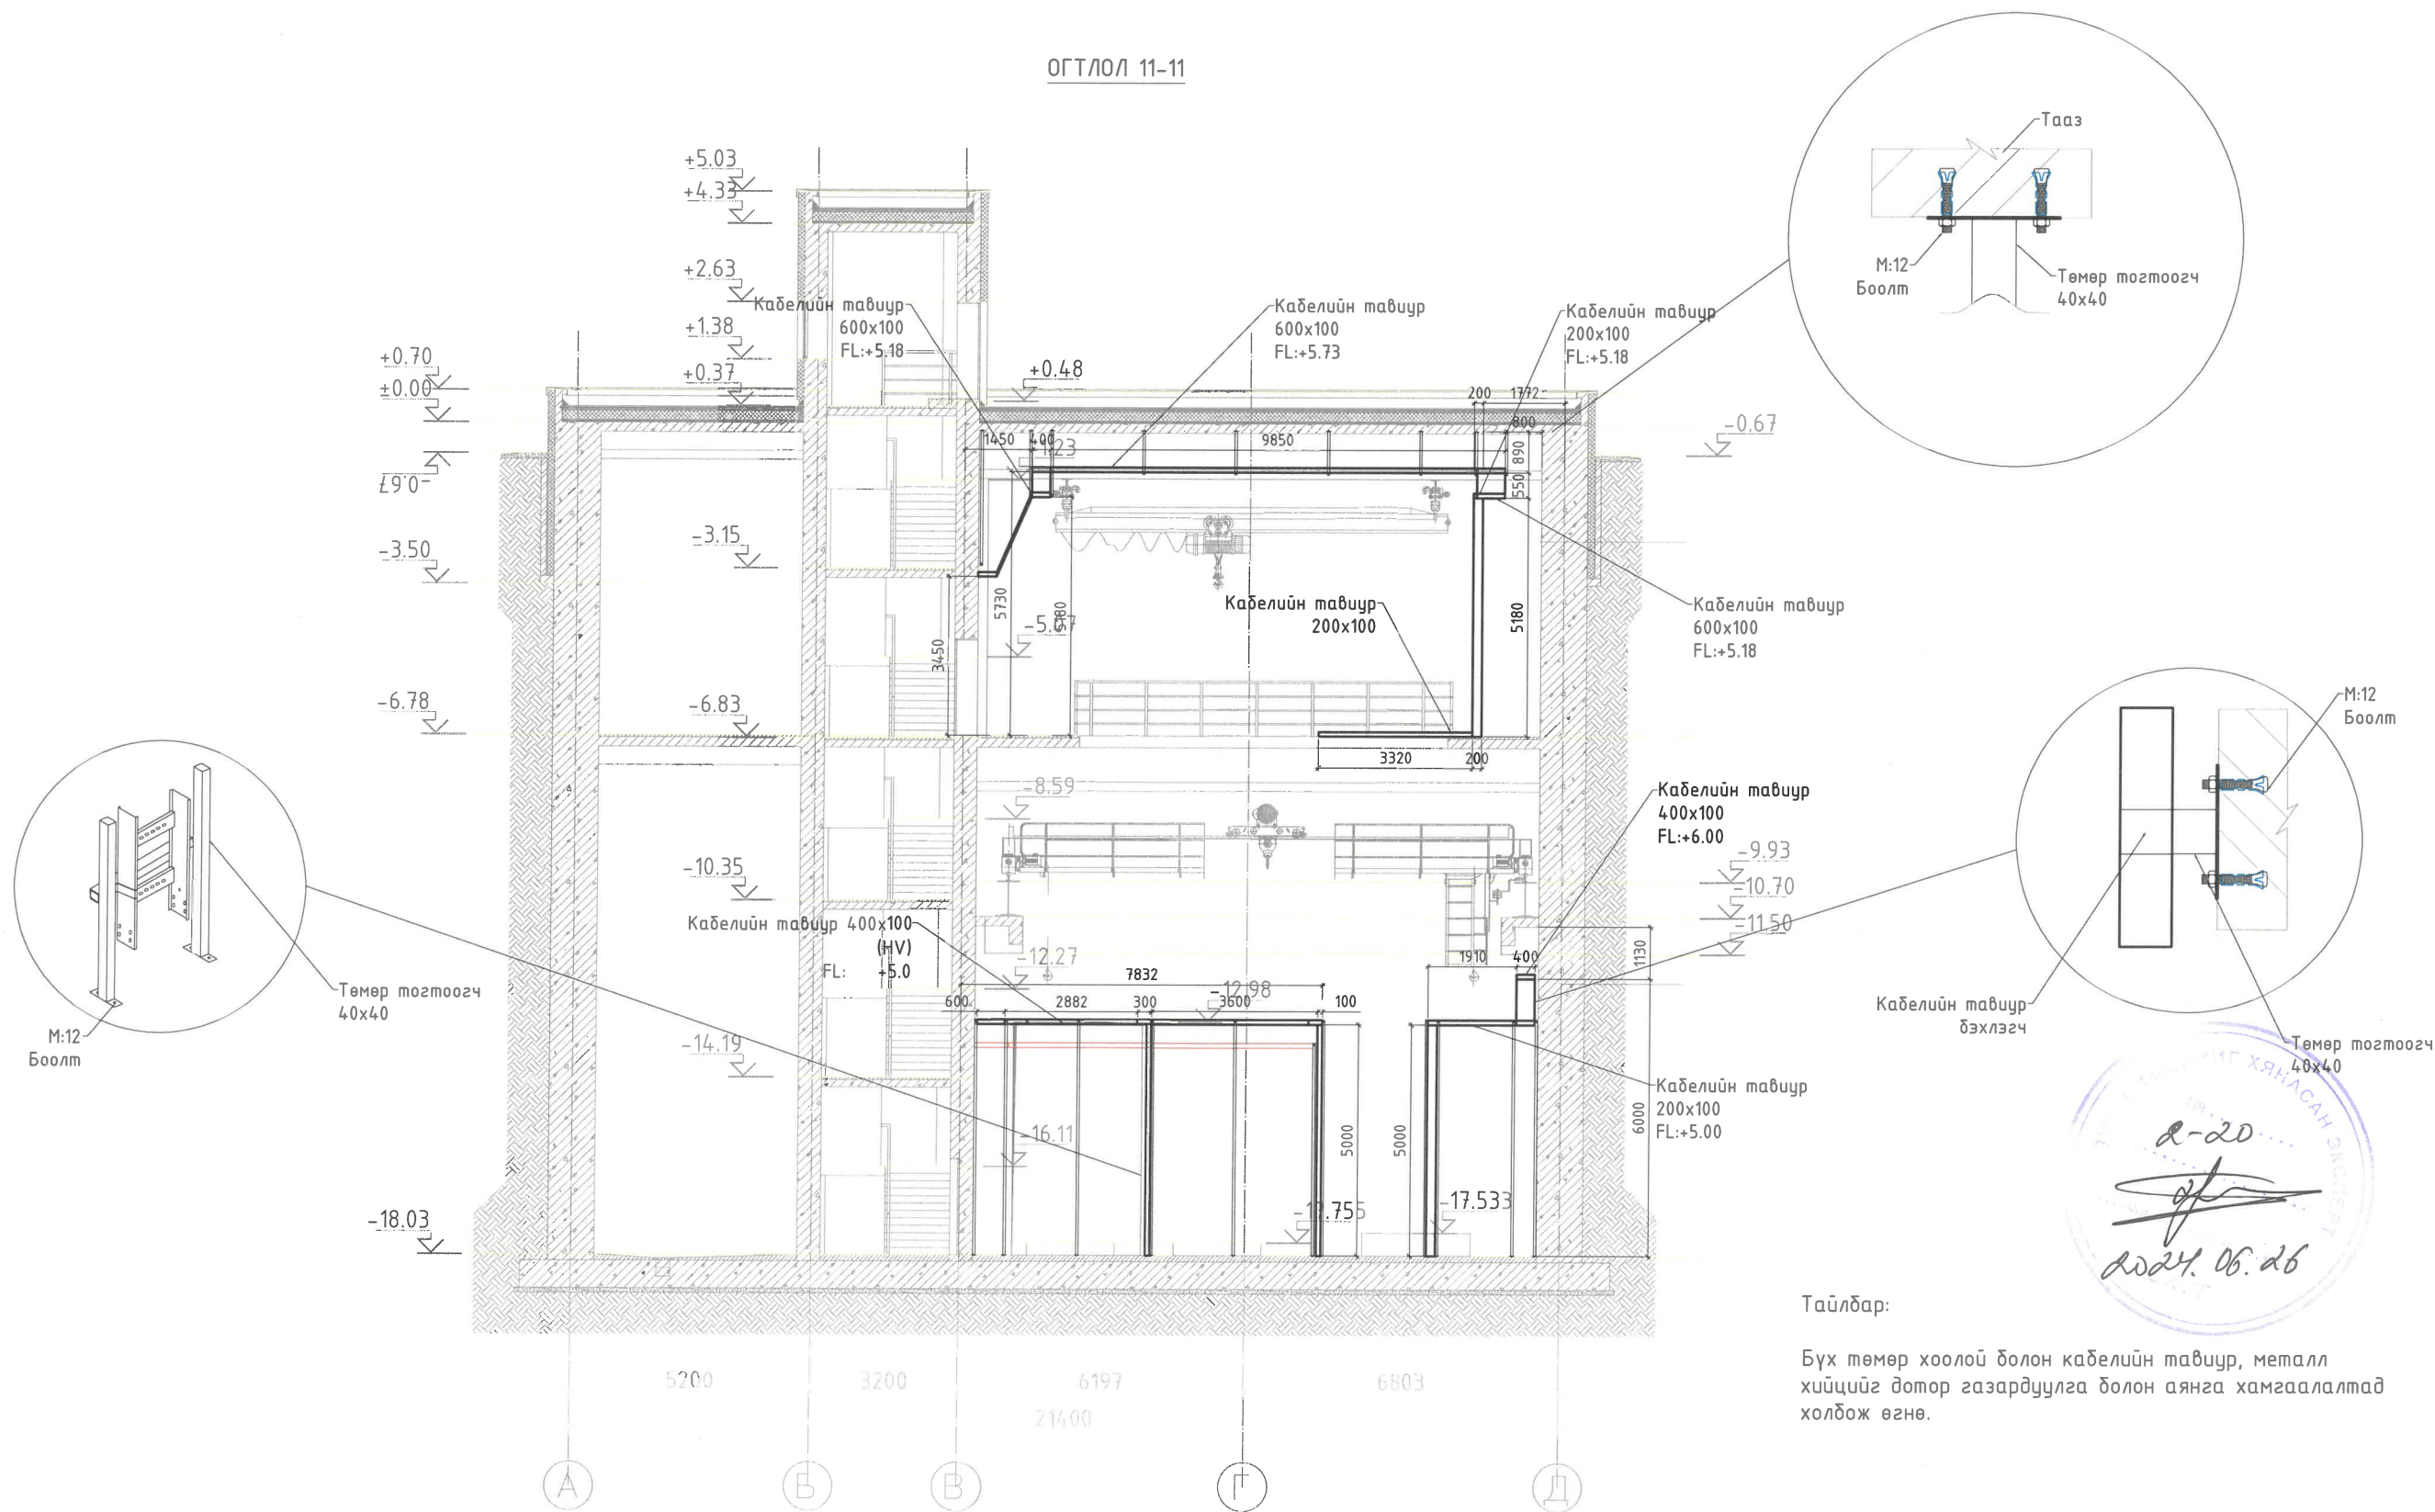 ОГТЛОЛ 11-11
+5.03
+4.33
+2.63
+1.38
+0.37
+0.70
±0.00
-0.67
-3.50
-3.15
-6.78
-6.83
-10.35
-14.19
-18.03
Кабелийн тавиур
600x100
FL:+5.18
Кабелийн тавиур
600x100
FL:+5.73
Кабелийн тавиур
200x100
FL:+5.18
+0.48
200
1772
800
-0.67
1450
400
9850
890
550
5730
5180
5180
3450
Кабелийн тавиур
200x100
Кабелийн тавиур
600x100
FL:+5.18
3320
200
-8.59
Кабелийн тавиур
400x100
FL:+6.00
-9.93
-10.70
-11.50
1130
Кабелийн тавиур 400x100
(HV)
FL: +5.0
-12.27
7832
1910
400
600
2882
300
3600
-12.98
100
-16.11
5000
5000
6000
Кабелийн тавиур
200x100
FL:+5.00
-17.533
5200
3200
6197
6803
21400
А
Б
В
Г
Д
Тааз
М:12
Боолт
Төмөр тогтоогч
40x40
М:12
Боолт
Кабелийн тавиур
бэхлэгч
Төмөр тогтоогч
40x40
Төмөр тогтоогч
40x40
М:12
Боолт
ХЯНАСАН ЭКСПЕРТ
2-20
2024. 06. 26
Тайлбар:
Бүх төмөр хоолой болон кабелийн тавиур, металл
хийцийг дотор газардуулга болон аянга хамгаалалтад
холбож өгнө.